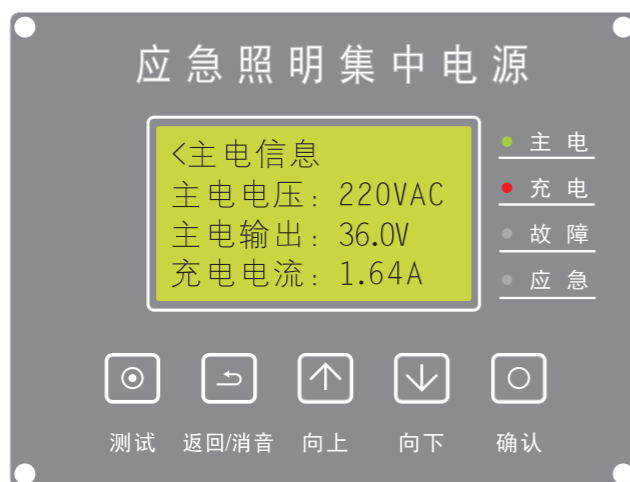 应急照明集中电源
<主电信息
主电电压：220VAC
主电输出：36.0V
充电电流：1.64A
主电
充电
故障
应急
测试 返回/消音 向上 向下 确认